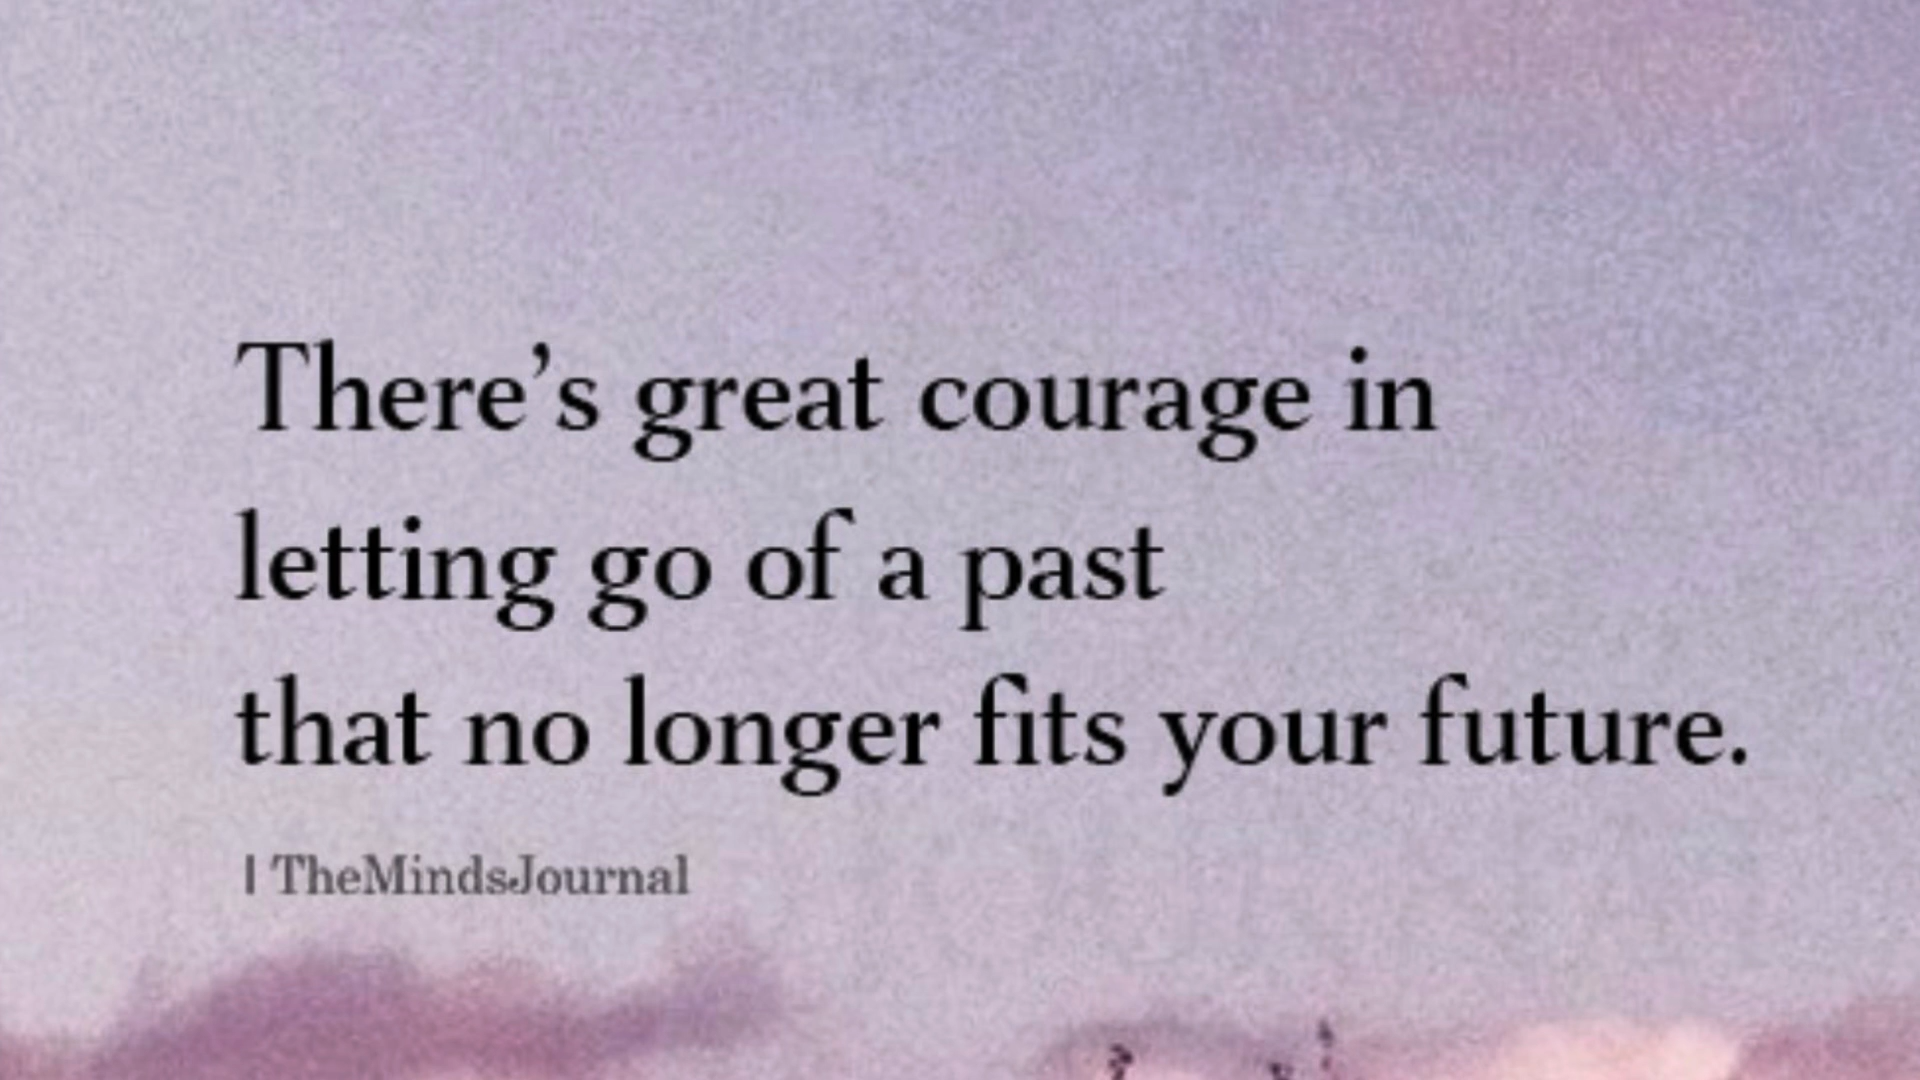 There’s great courage in
letting go of a past
that no longer fits your future.
| TheMindsJournal